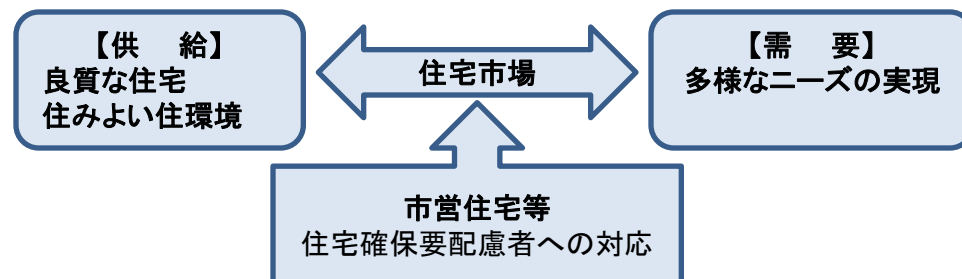 【供　給】
良質な住宅
住みよい住環境
住宅市場
【需　要】
多様なニーズの実現
市営住宅等
住宅確保要配慮者への対応